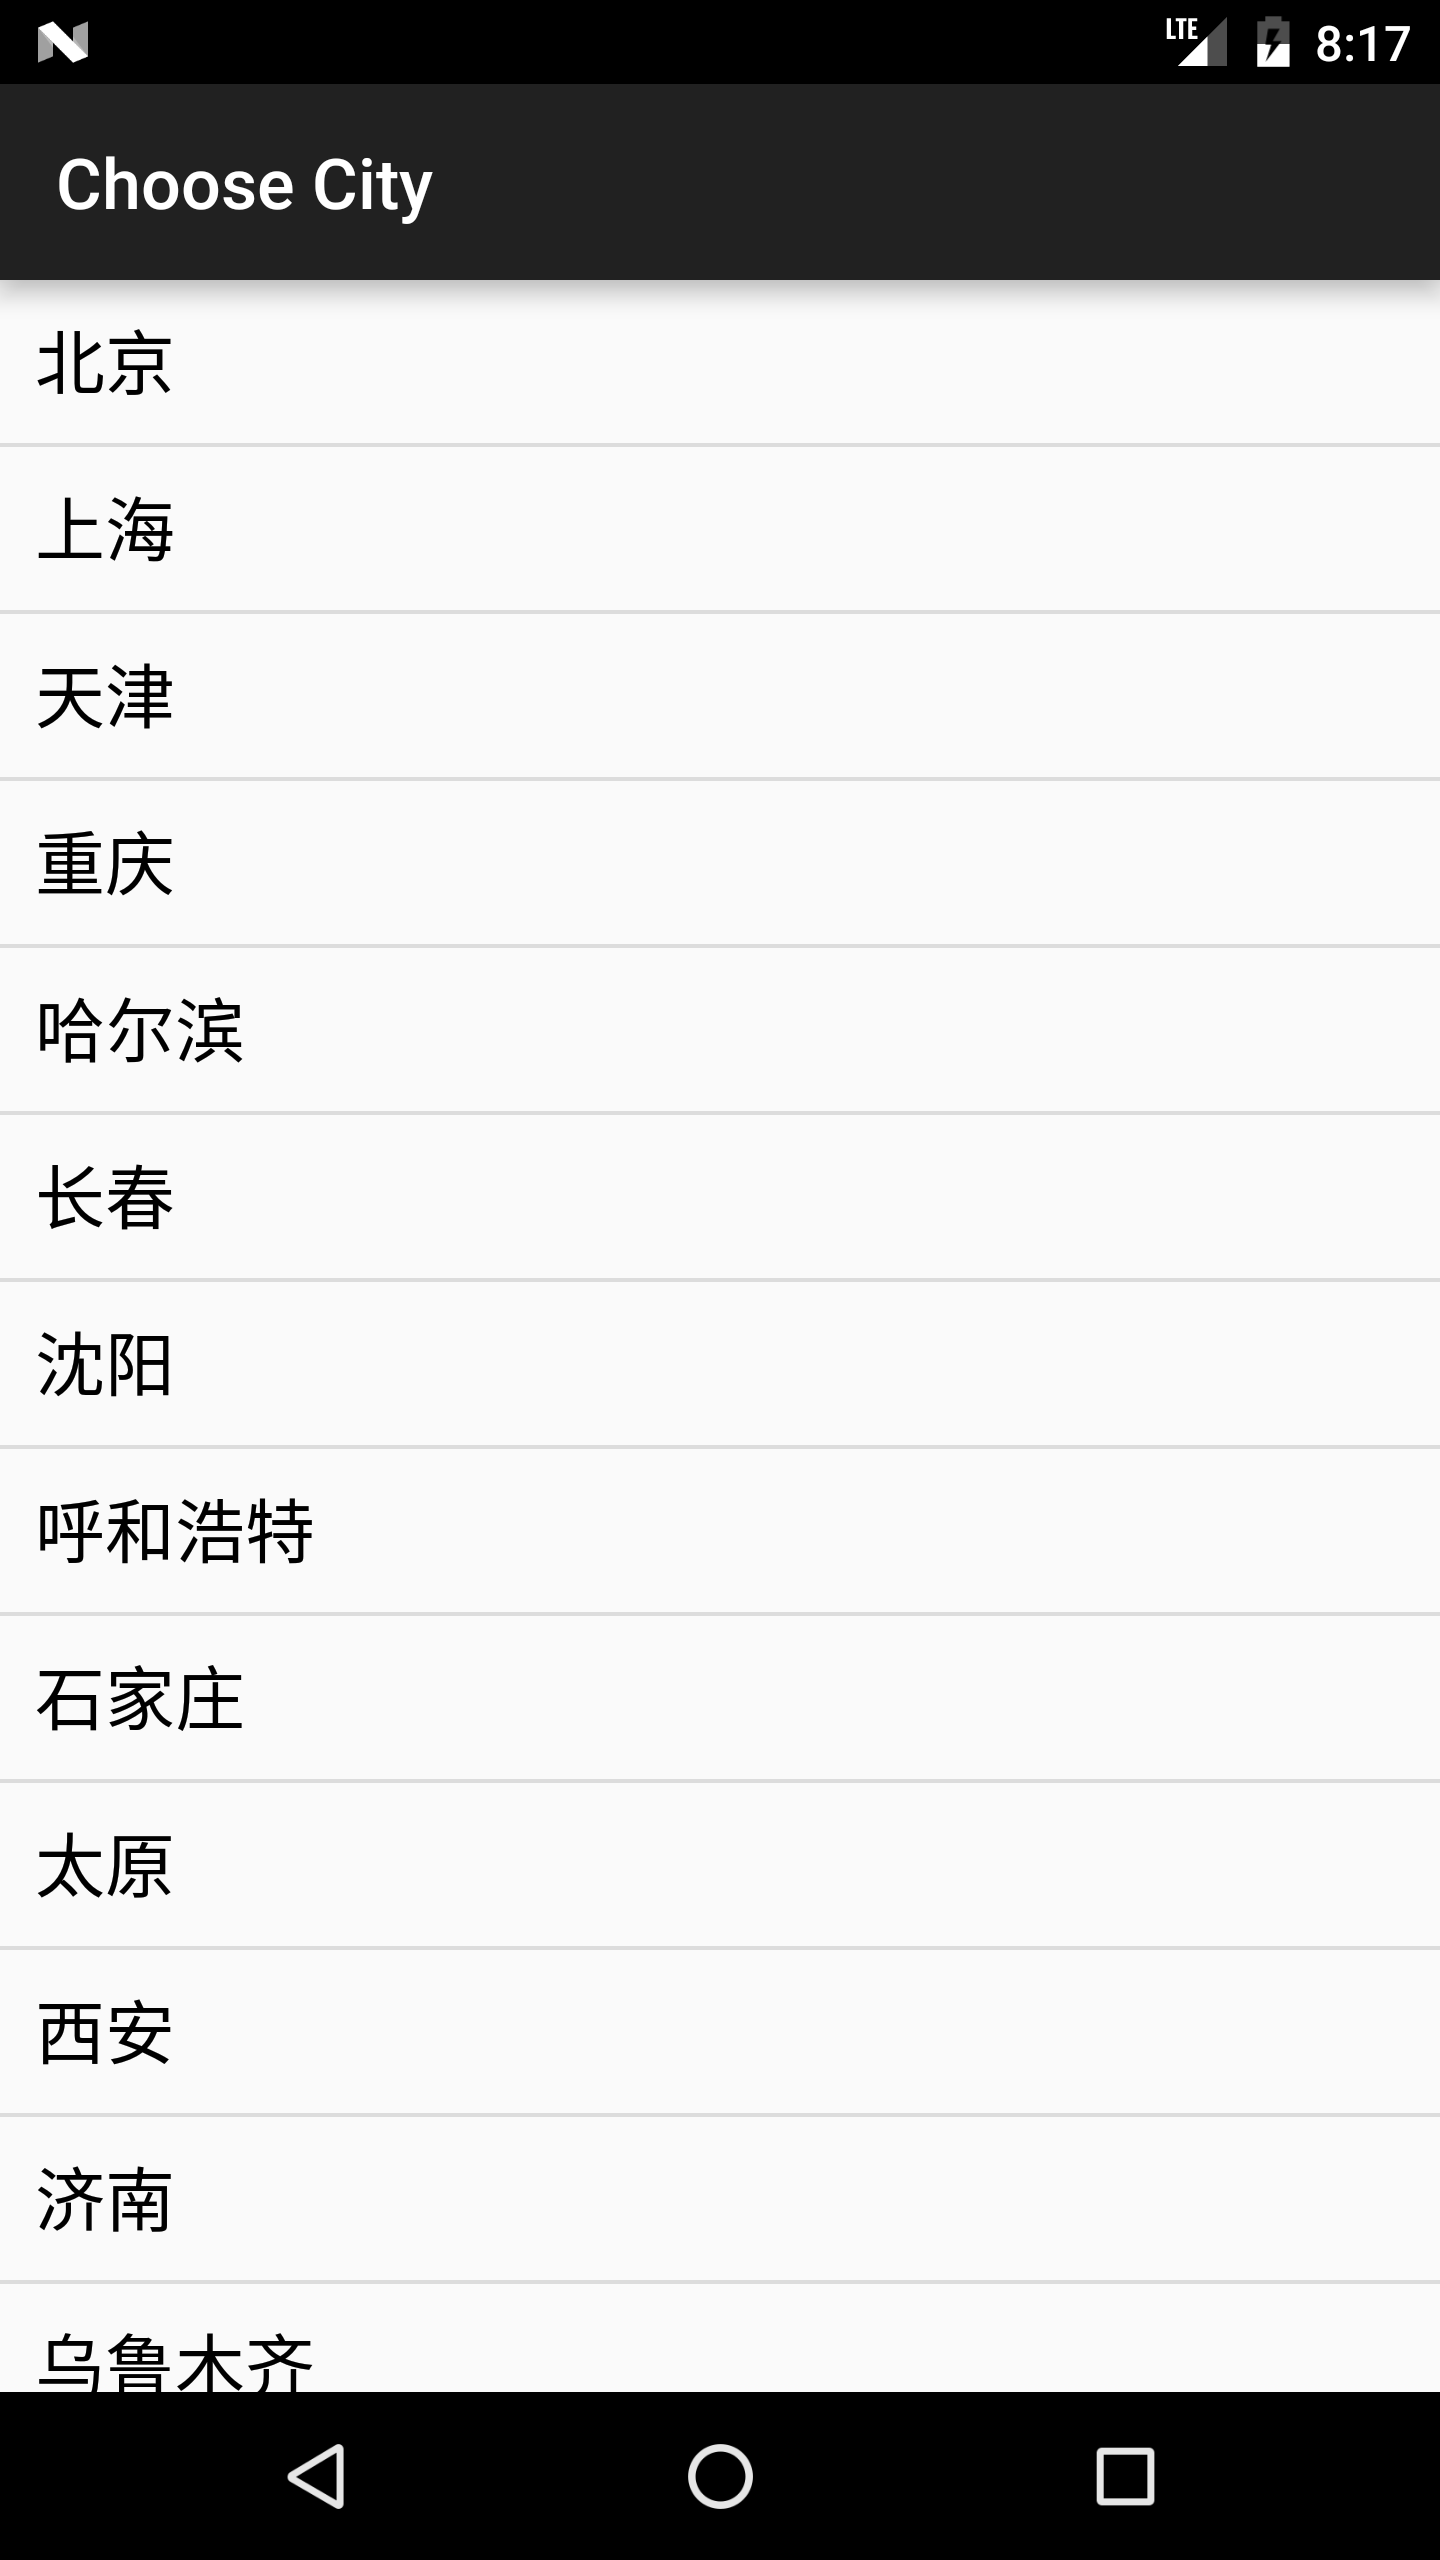 LTE 8:17
Choose City
北京
上海
天津
重庆
哈尔滨
长春
沈阳
呼和浩特
石家庄
太原
西安
济南
乌鲁木齐